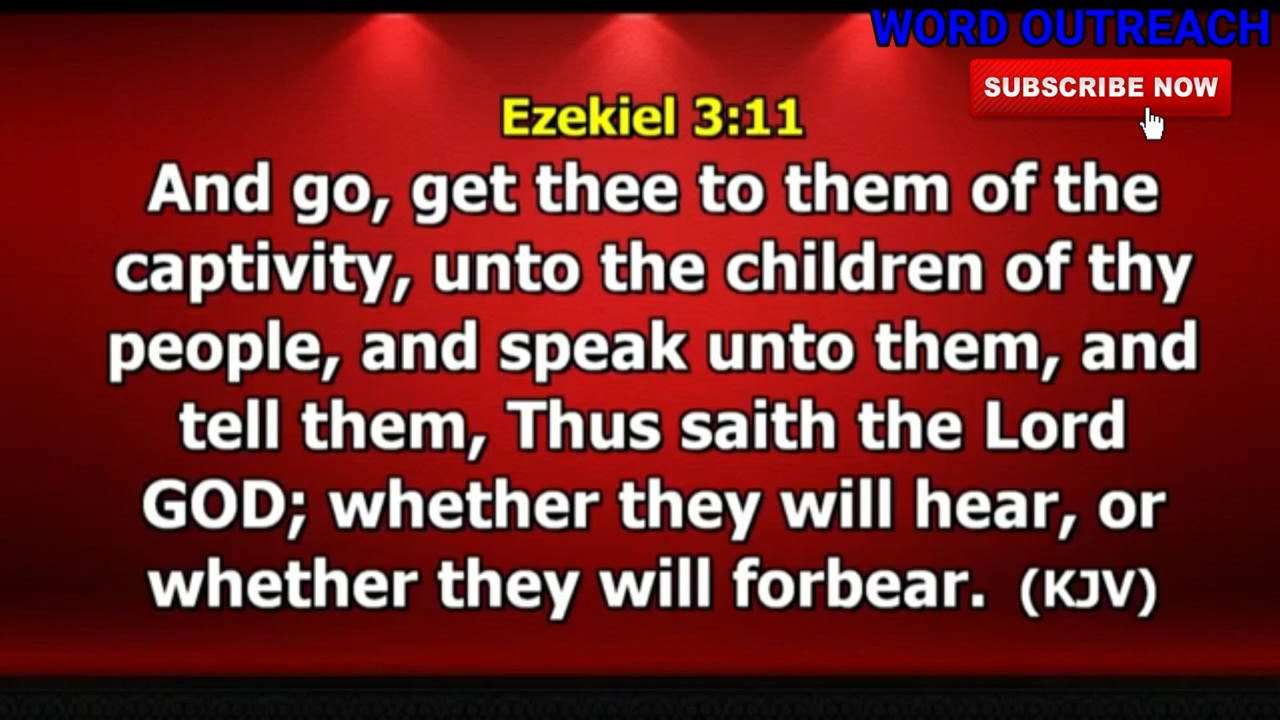 WORD OUTREACH
SUBSCRIBE NOW
Ezekiel 3:11
And go, get thee to them of the
captivity, unto the children of thy
people, and speak unto them, and
tell them, Thus saith the Lord
GOD; whether they will hear, or
whether they will forbear. (KJV)